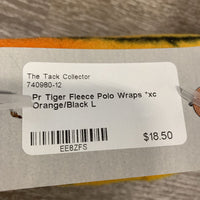 The Tack Collector
740980-12
Pr Tiger Fleece Polo Wraps *xc
Orange/Black L
$18.50
EE8ZFS